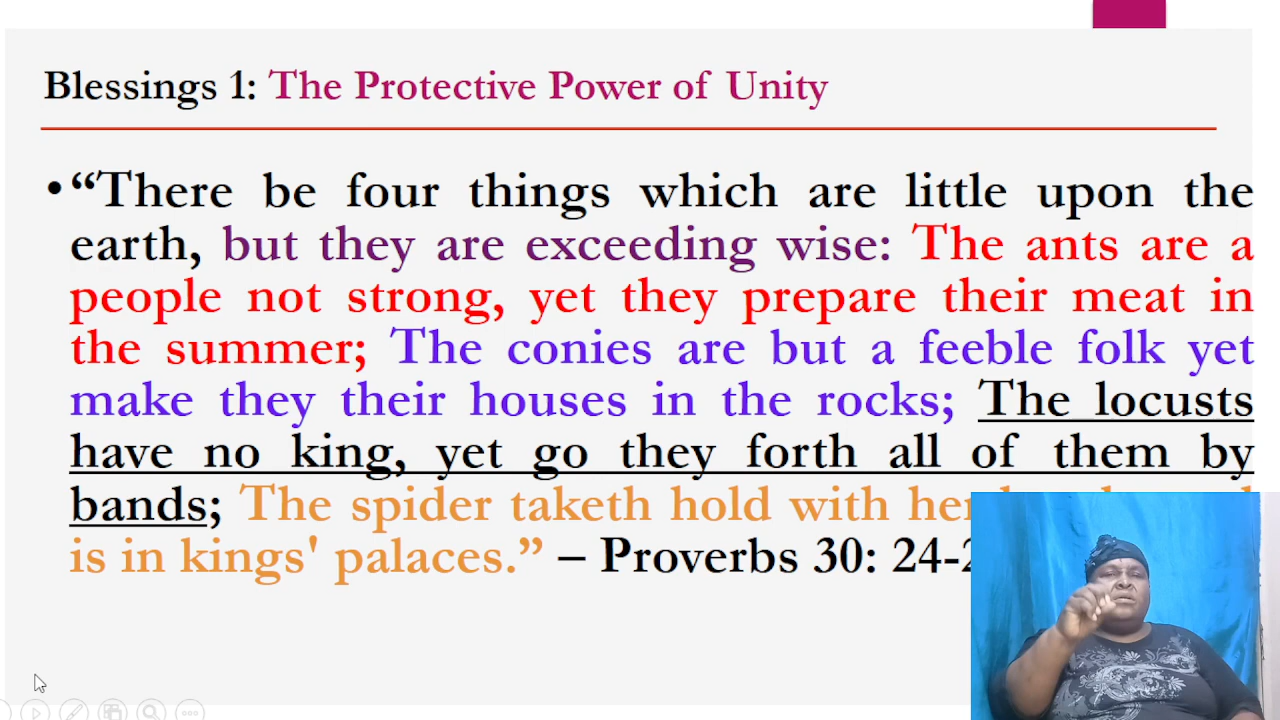 Blessings 1: The Protective Power of Unity
• “There be four things which are little upon the
earth, but they are exceeding wise: The ants are a
people not strong, yet they prepare their meat in
the summer; The conies are but a feeble folk yet
make they their houses in the rocks; The locusts
have no king, yet go they forth all of them by
bands; The spider taketh hold with her
is in kings' palaces.” – Proverbs 30: 24-